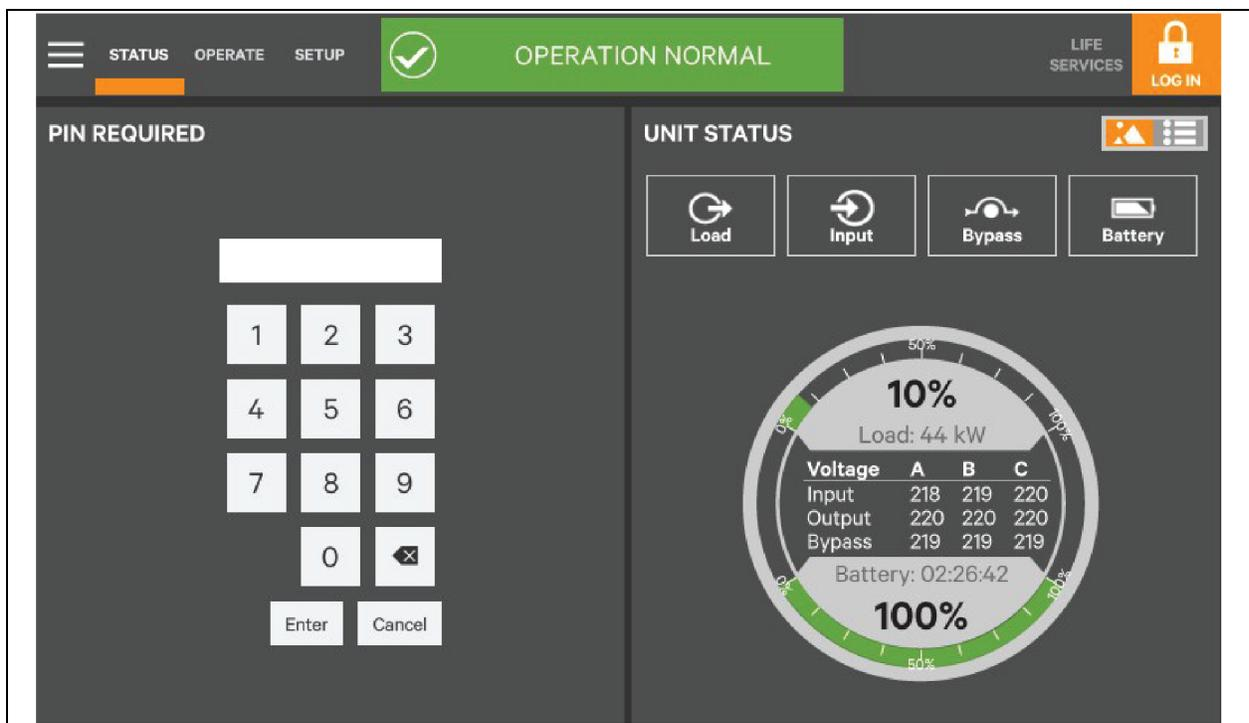 STATUS OPERATE SETUP OPERATION NORMAL LIFE
SERVICES
LOG IN
PIN REQUIRED
1 2 3
4 5 6
7 8 9
0
Enter Cancel
UNIT STATUS
Load Input Bypass Battery
50%
0% 100%
10%
Load: 44 kW
Voltage A B C
Input 218 219 220
Output 220 220 220
Bypass 219 219 219
Battery: 02:26:42
0% 100%
100%
50%